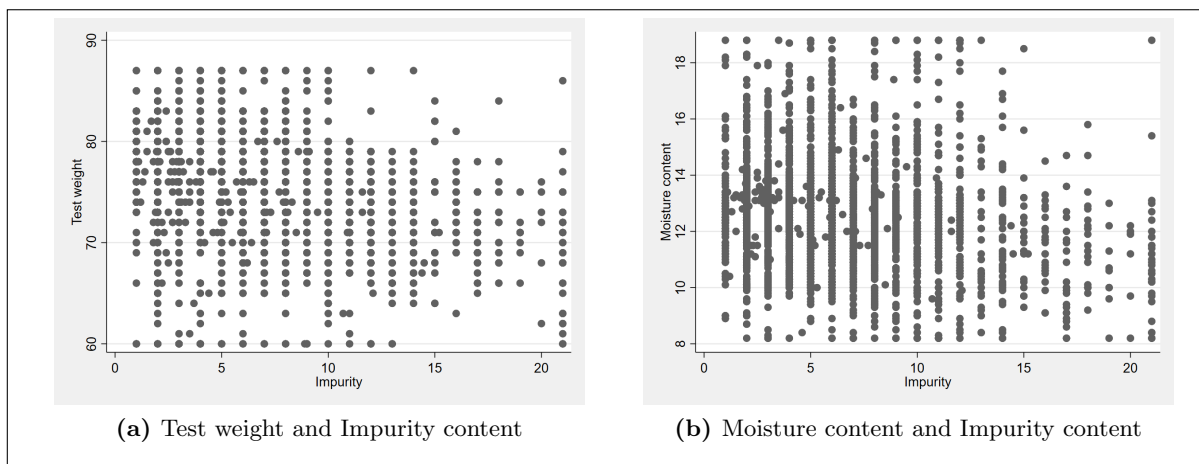 90
80
70
60
Test weight
0 5 10 15 20
Impurity
(a) Test weight and Impurity content
18
16
14
12
10
8
Moisture content
0 5 10 15 20
Impurity
(b) Moisture content and Impurity content